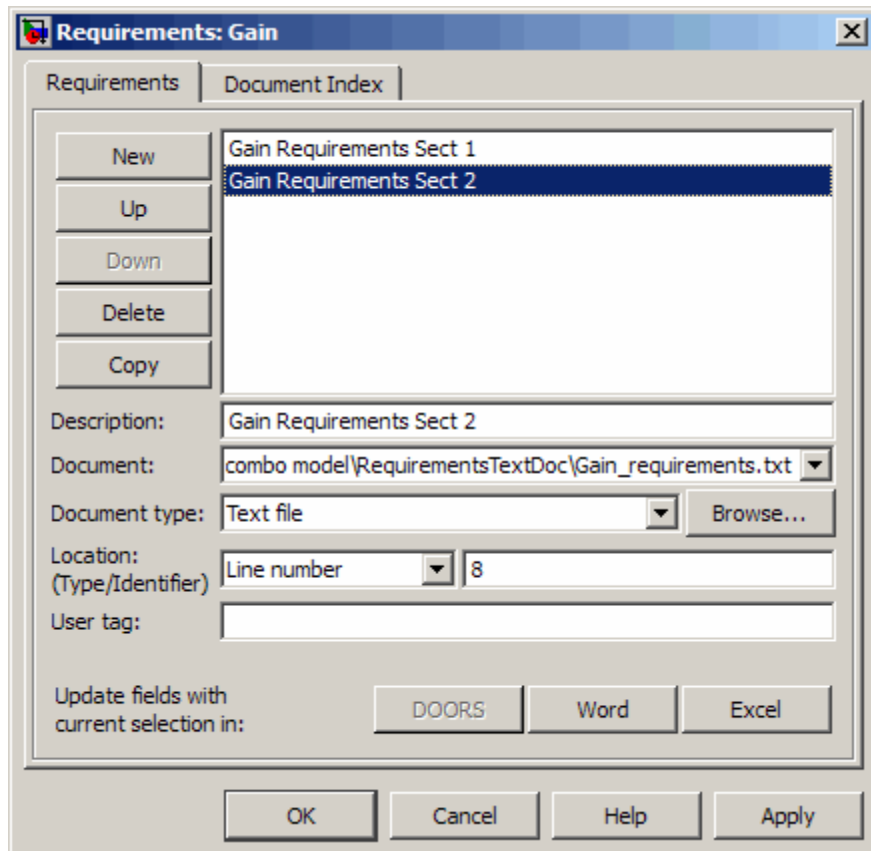 Requirements: Gain
Requirements
Document Index
New
Up
Down
Delete
Copy
Gain Requirements Sect 1
Gain Requirements Sect 2
Description: Gain Requirements Sect 2
Document: combo model\RequirementsTextDoc\Gain_requirements.txt
Document type: Text file Browse...
Location:
(Type/Identifier) Line number 8
User tag:
Update fields with
current selection in:
DOORS Word Excel
OK Cancel Help Apply